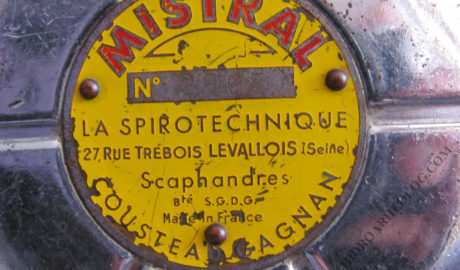 MISTRAL
N°
LA SPIROTECHNIQUE
27, RUE TRÉBOIS LEVALLOIS (Seine)
Scaphandres
Bté S.G.D.G
Made in France
COUSTEAU GAGNAN